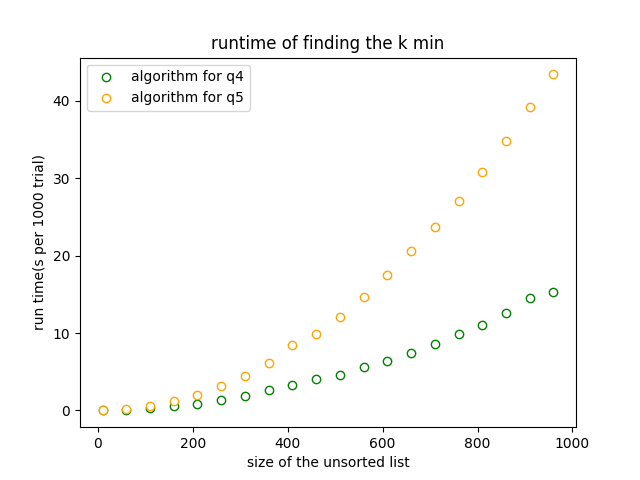 runtime of finding the k min
algorithm for q4
algorithm for q5
run time(s per 1000 trial)
40
30
20
10
0
0 200 400 600 800 1000
size of the unsorted list